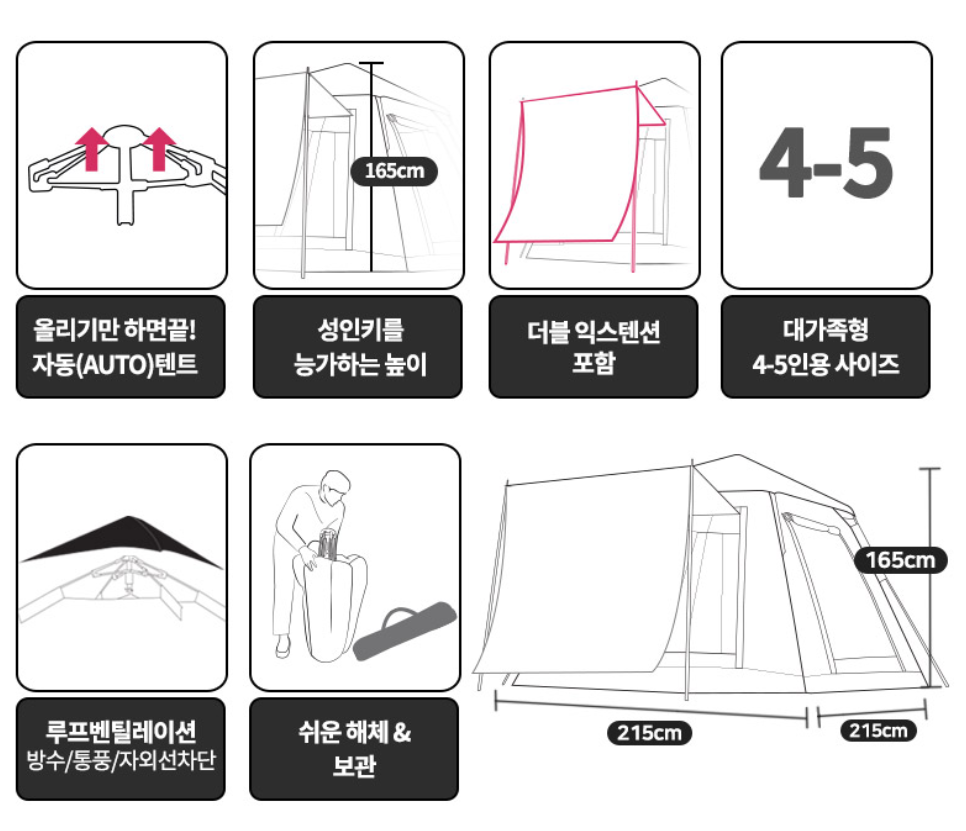 165cm
4-5
올리기만 하면끝!
자동(AUTO)텐트
성인키를
능가하는 높이
더블 익스텐션
포함
대가족형
4-5인용 사이즈
165cm
215cm
215cm
루프벤틸레이션
방수/통풍/자외선차단
쉬운 해체 &
보관